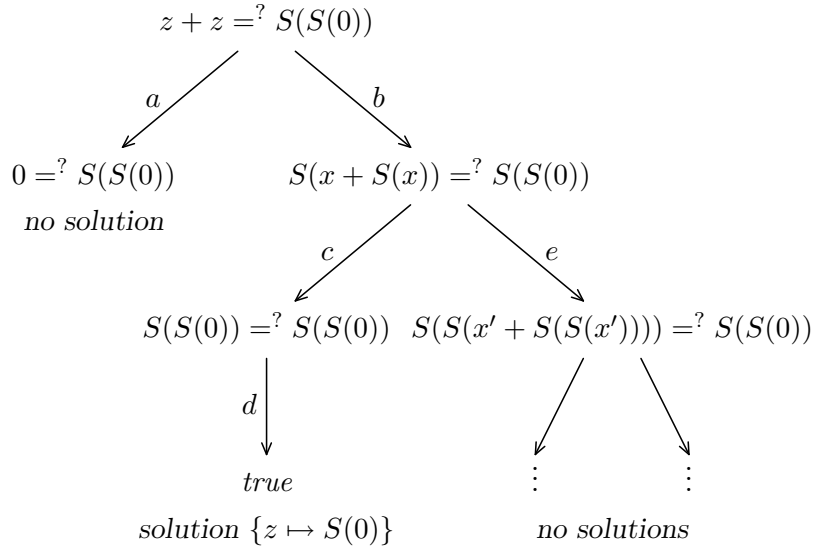 z + z =? S(S(0))
a b
0 =? S(S(0)) S(x + S(x)) =? S(S(0))
no solution
c e
S(S(0)) =? S(S(0)) S(S(x′ + S(S(x′)))) =? S(S(0))
d
true ⋮ ⋮
solution {z ↦ S(0)} no solutions